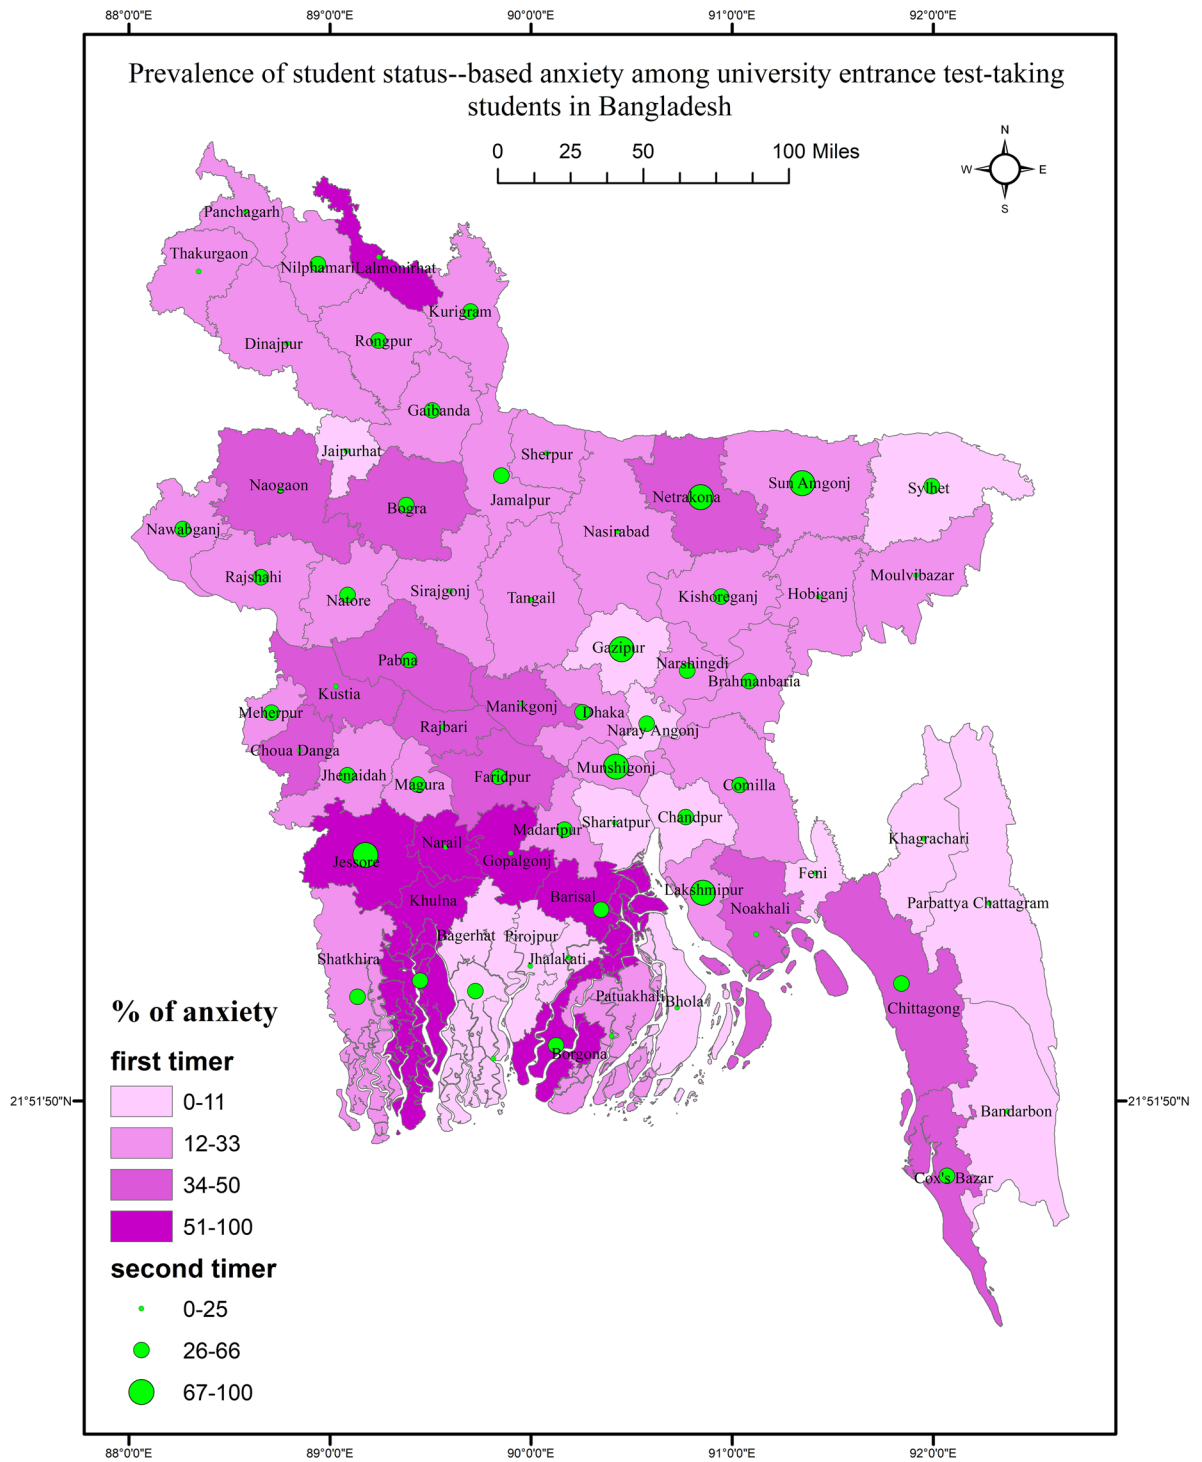 88°0'0"E 89°0'0"E 90°0'0"E 91°0'0"E 92°0'0"E
Prevalence of student status--based anxiety among university entrance test-taking
students in Bangladesh
0 25 50 100 Miles
N
W E
S
Panchagarh
Thakurgaon
Nilphamari Lalmonirhat
Kurigram
Dinajpur
Rongpur
Gaibanda
Jaipurhat
Sherpur
Naogaon
Sun Amgonj
Sylhet
Netrakona
Jamalpur
Bogra
Nawabganj
Nasirabad
Rajshahi
Moulvibazar
Sirajgonj
Hobiganj
Natore
Tangail
Kishoreganj
Gazipur
Pabna
Narshingdi
Brahmanbaria
Kustia
Manikgonj
Meherpur
Dhaka
Rajbari
Naray Angonj
Choua Danga
Jhenaidah
Faridpur
Munshigonj
Magura
Comilla
Shariatpur
Chandpur
Madaripur
Khagrachari
Narail
Jessore
Gopalgonj
Feni
Lakshmipur
Barisal
Khulna
Noakhali
Parbattya Chattagram
Bagerhat
Pirojpur
Shatkhira
Jhalakati
Patuakhali
Bhola
Chittagong
Borgona
Bandarbon
Cox's Bazar
21°51'50"N
21°51'50"N
% of anxiety
first timer
0-11
12-33
34-50
51-100
second timer
0-25
26-66
67-100
88°0'0"E 89°0'0"E 90°0'0"E 91°0'0"E 92°0'0"E